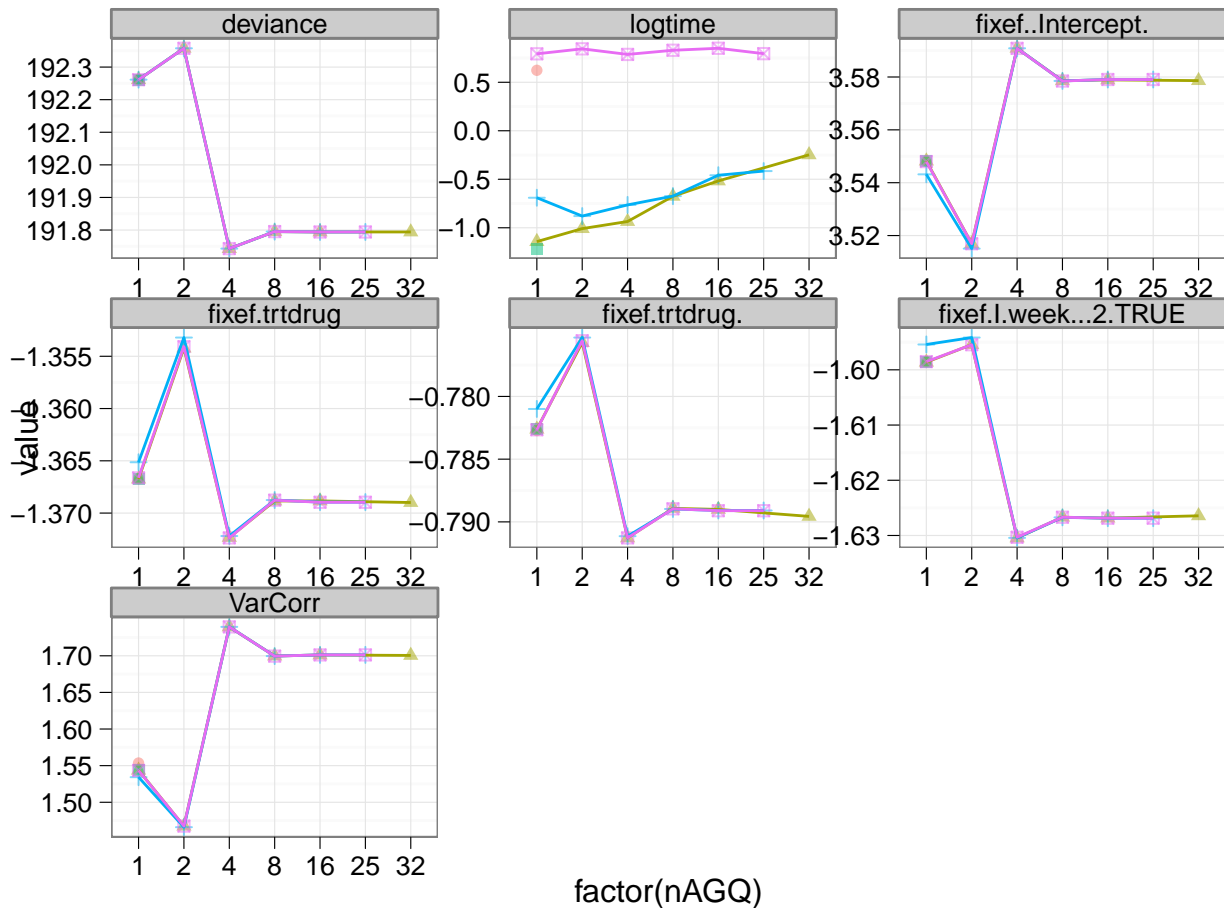 deviance
logtime
fixef..Intercept.
192.3
192.2
192.1
192.0
191.9
191.8
0.5
0.0
−0.5
−1.0
3.58
3.56
3.54
3.52
1 2 4 8 16 25 32
1 2 4 8 16 25 32
1 2 4 8 16 25 32
fixef.trtdrug
fixef.trtdrug.
fixef.I.week...2.TRUE
value
−1.355
−1.360
−1.365
−1.370
−0.780
−0.785
−0.790
−1.60
−1.61
−1.62
−1.63
1 2 4 8 16 25 32
1 2 4 8 16 25 32
1 2 4 8 16 25 32
VarCorr
1.70
1.65
1.60
1.55
1.50
1 2 4 8 16 25 32
factor(nAGQ)